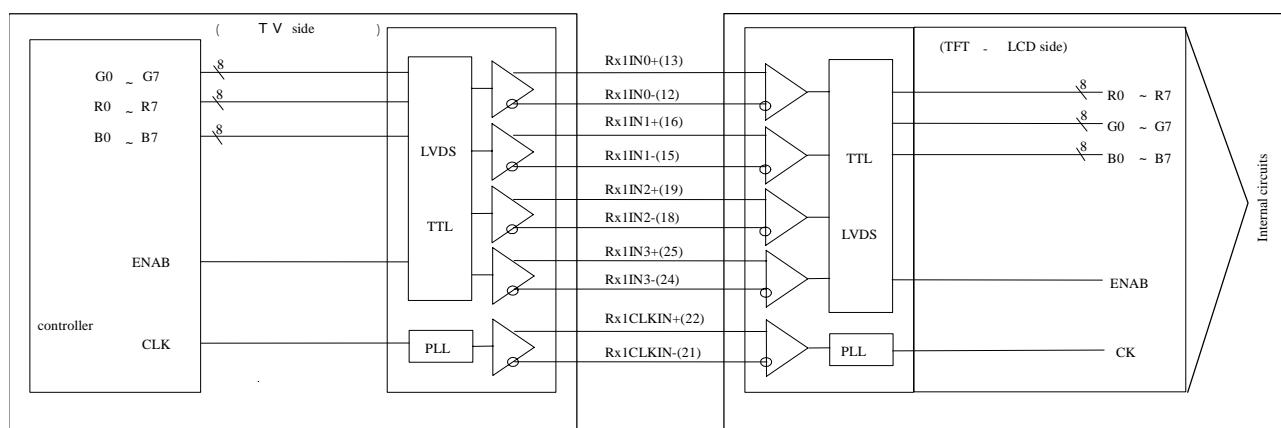 ( T V side )
G0 ~ G7
8
R0 ~ R7
8
B0 ~ B7
8
ENAB
controller
CLK
LVDS
TTL
PLL
Rx1IN0+(13)
Rx1IN0-(12)
Rx1IN1+(16)
Rx1IN1-(15)
Rx1IN2+(19)
Rx1IN2-(18)
Rx1IN3+(25)
Rx1IN3-(24)
Rx1CLKIN+(22)
Rx1CLKIN-(21)
TTL
LVDS
PLL
(TFT - LCD side)
8
R0 ~ R7
8
G0 ~ G7
8
B0 ~ B7
ENAB
CK
Internal circuits